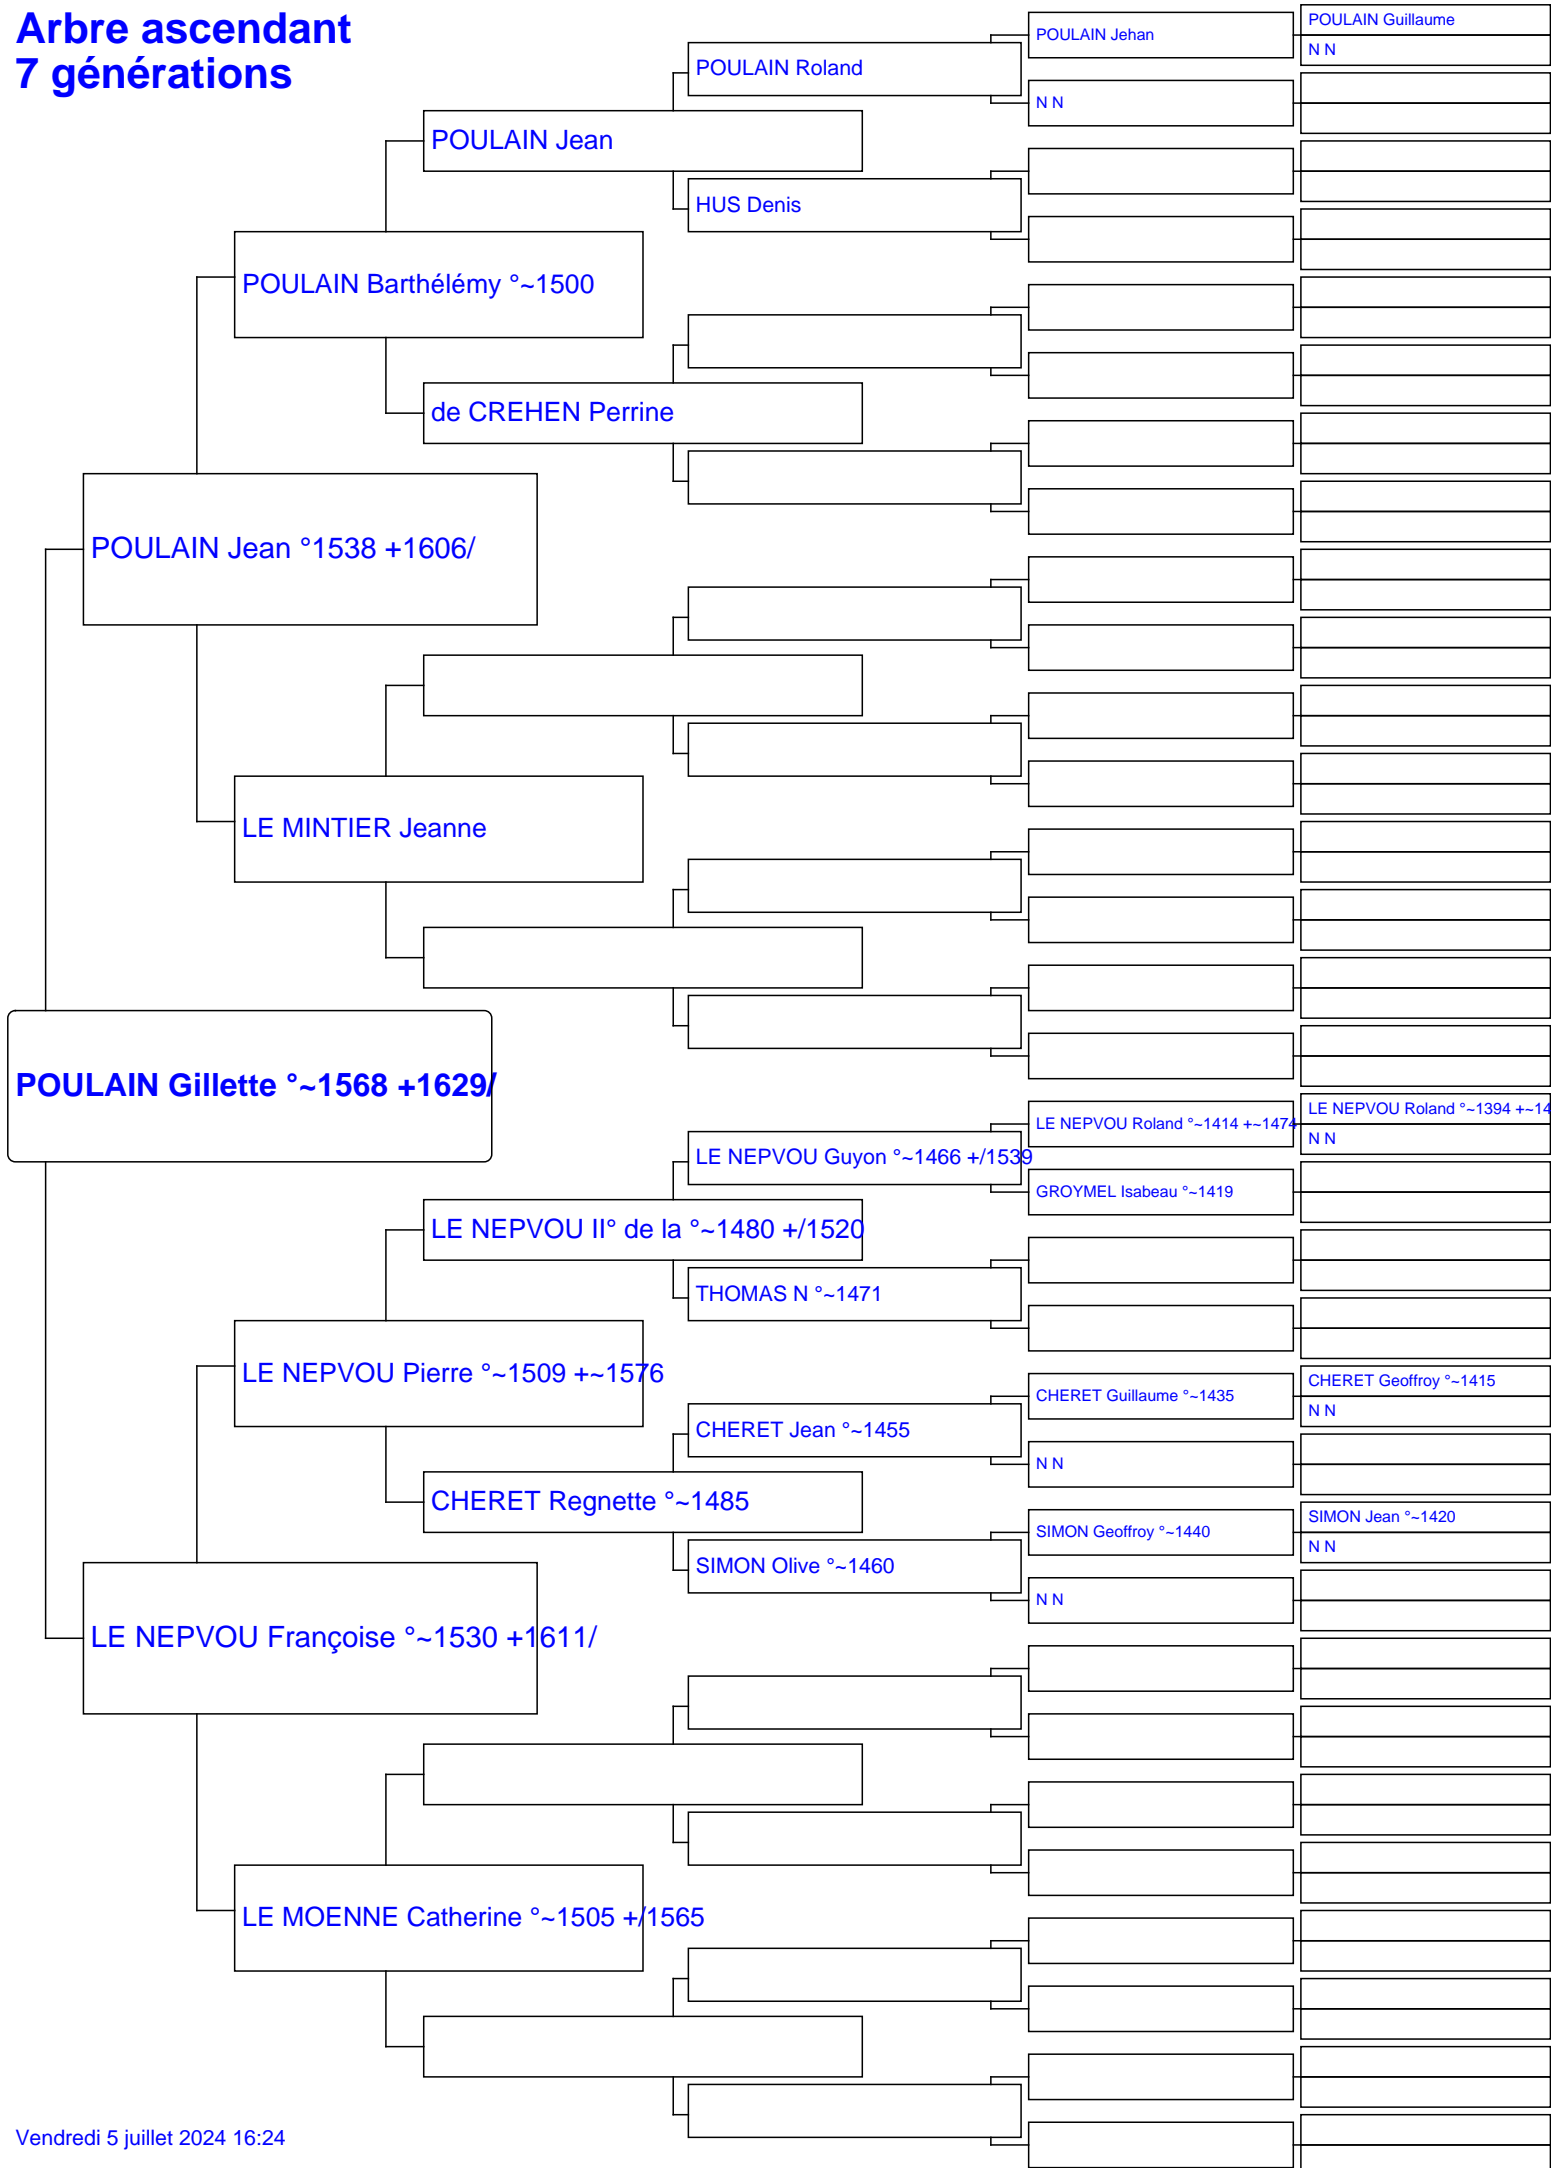 Arbre ascendant
7 générations
POULAIN Guillaume
POULAIN Jehan
N N
POULAIN Roland
N N
POULAIN Jean
HUS Denis
POULAIN Barthélémy °~1500
de CREHEN Perrine
POULAIN Jean °1538 +1606/
LE MINTIER Jeanne
POULAIN Gillette °~1568 +1629/
LE NEPVOU Roland °~1394 +~14
LE NEPVOU Roland °~1414 +~1474
N N
LE NEPVOU Guyon °~1466 +/1539
GROYMEL Isabeau °~1419
LE NEPVOU II° de la °~1480 +/1520
THOMAS N °~1471
LE NEPVOU Pierre °~1509 +~1576
CHERET Geoffroy °~1415
CHERET Guillaume °~1435
N N
CHERET Jean °~1455
N N
CHERET Regnette °~1485
SIMON Jean °~1420
SIMON Geoffroy °~1440
N N
SIMON Olive °~1460
N N
LE NEPVOU Françoise °~1530 +1611/
LE MOENNE Catherine °~1505 +/1565
Vendredi 5 juillet 2024 16:24